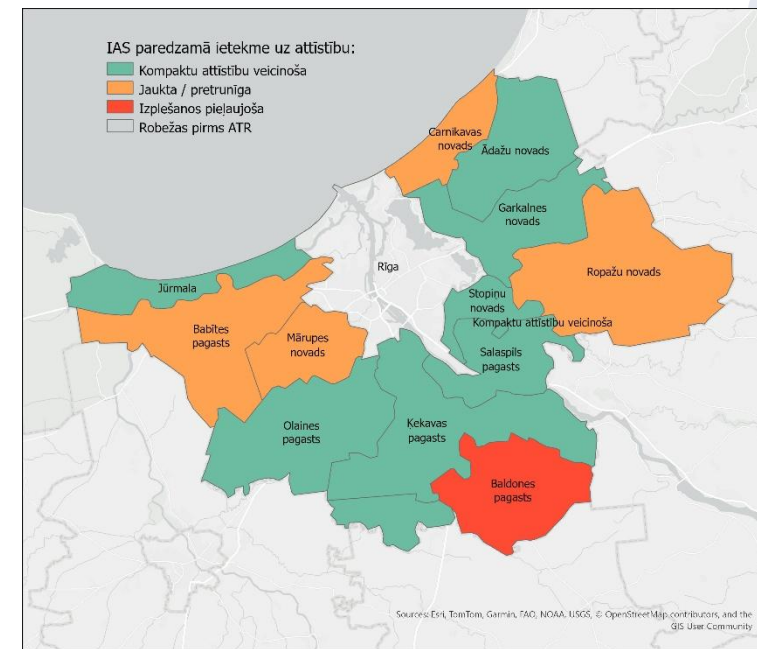 IAS paredzamā ietekme uz attīstību:
Kompaktu attīstību veicinoša
Jaukta / pretrunīga
Izplešanos pieļaujoša
Robežas pirms ATR
Carnikavas
novads
Ādažu novads
Garkalnes
novads
Rīga
Ropažu novads
Jūrmala
Stopiņu
novads
Kompaktu attīstību veicinoša
Babītes
pagasts
Mārupes
novads
Salaspils
pagasts
Olaines
pagasts
Ķekavas
pagasts
Baldones
pagasts
Sources: Esri, TomTom, Garmin, FAO, NOAA, USGS, © OpenStreetMap contributors, and the
GIS User Community